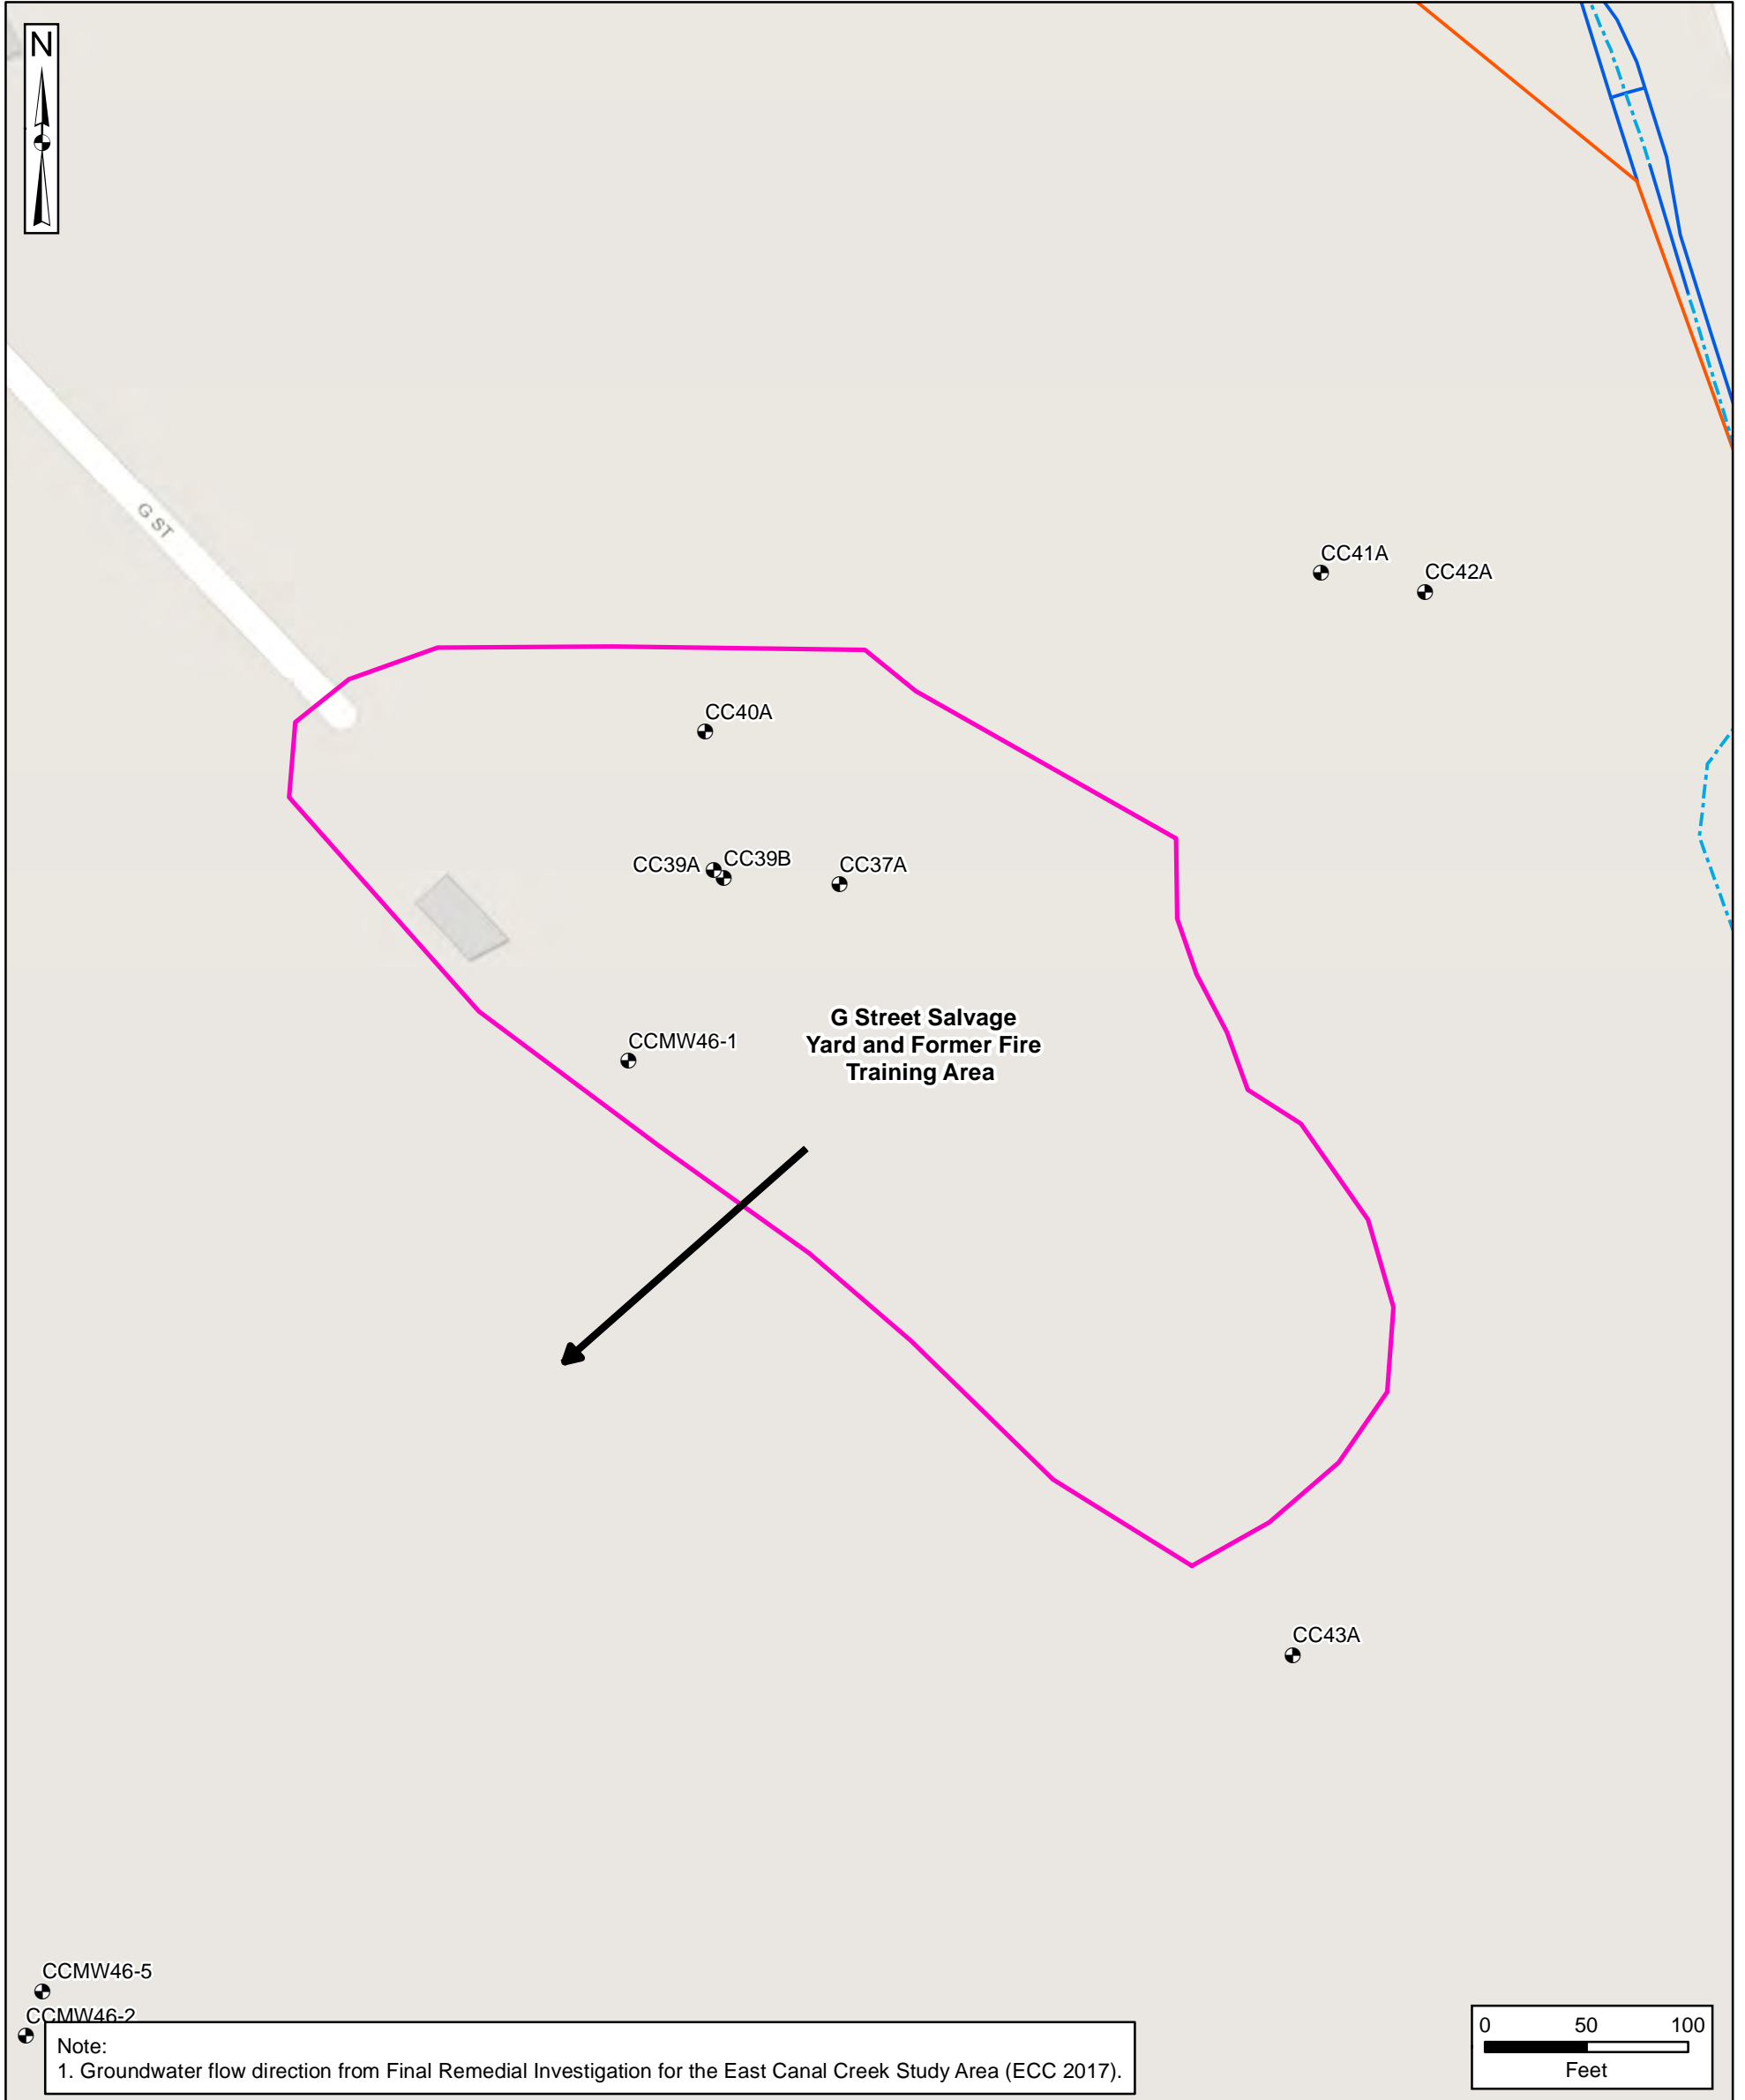 N
G ST
CC41A
CC42A
CC40A
CC39A
CC39B
CC37A
CCMW46-1
G Street Salvage
Yard and Former Fire
Training Area
CC43A
CCMW46-5
CCMW46-2
Note:
1. Groundwater flow direction from Final Remedial Investigation for the East Canal Creek Study Area (ECC 2017).
0 50 100
Feet